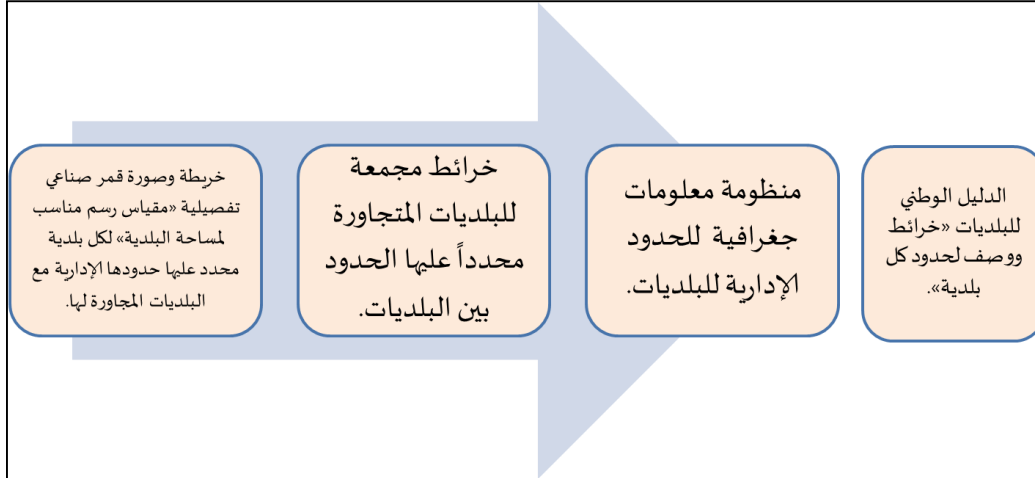 خريطة وصورة قمر صناعي
تفصيلية «مقياس رسم مناسب
لمساحة البلدية» لكل بلدية
محدد عليها حدودها الإدارية مع
البلديات المجاورة لها.
خرائط مجمعة
للبلديات المتجاورة
محدداً عليها الحدود
بين البلديات.
منظومة معلومات
جغرافية للحدود
الإدارية للبلديات.
الدليل الوطني
للبلديات «خرائط
ووصف لحدود كل
بلدية».